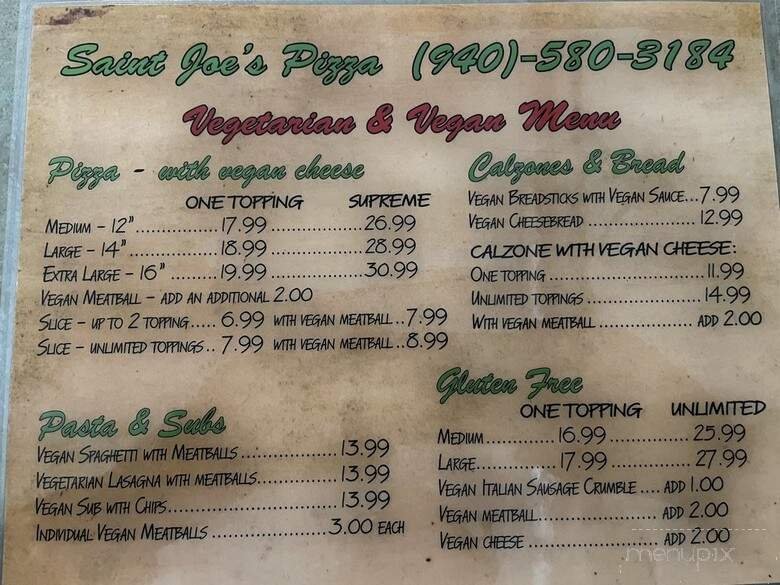 Saint Joe's Pizza (940)-580-3184
Vegetarian & Vegan Menu
Pizza - with vegan cheese
ONE TOPPING SUPREME
MEDIUM - 12" ................ 17.99 .................. 26.99
LARGE - 14" ................. 18.99 .................. 28.99
EXTRA LARGE - 16" .......... 19.99 .................. 30.99
VEGAN MEATBALL - ADD AN ADDITIONAL 2.00
SLICE - UP TO 2 TOPPING..... 6.99 WITH VEGAN MEATBALL..7.99
SLICE - UNLIMITED TOPPINGS.. 7.99 WITH VEGAN MEATBALL..8.99
Pasta & Subs
VEGAN SPAGHETTI WITH MEATBALLS ...................13.99
VEGETARIAN LASAGNA WITH MEATBALLS................13.99
VEGAN SUB WITH CHIPS.................................13.99
INDIVIDUAL VEGAN MEATBALLS ......................3.00 EACH
Calzones & Bread
VEGAN BREADSTICKS WITH VEGAN SAUCE...7.99
VEGAN CHEESEBREAD ...................... 12.99
CALZONE WITH VEGAN CHEESE:
ONE TOPPING ................................11.99
UNLIMITED TOPPINGS ......................14.99
WITH VEGAN MEATBALL .................. ADD 2.00
Gluten Free
ONE TOPPING UNLIMITED
MEDIUM.............. 16.99 ............... 25.99
LARGE................ 17.99 ............... 27.99
VEGAN ITALIAN SAUSAGE CRUMBLE .... ADD 1.00
VEGAN MEATBALL........................ ADD 2.00
VEGAN CHEESE .......................... ADD 2.00
menupix